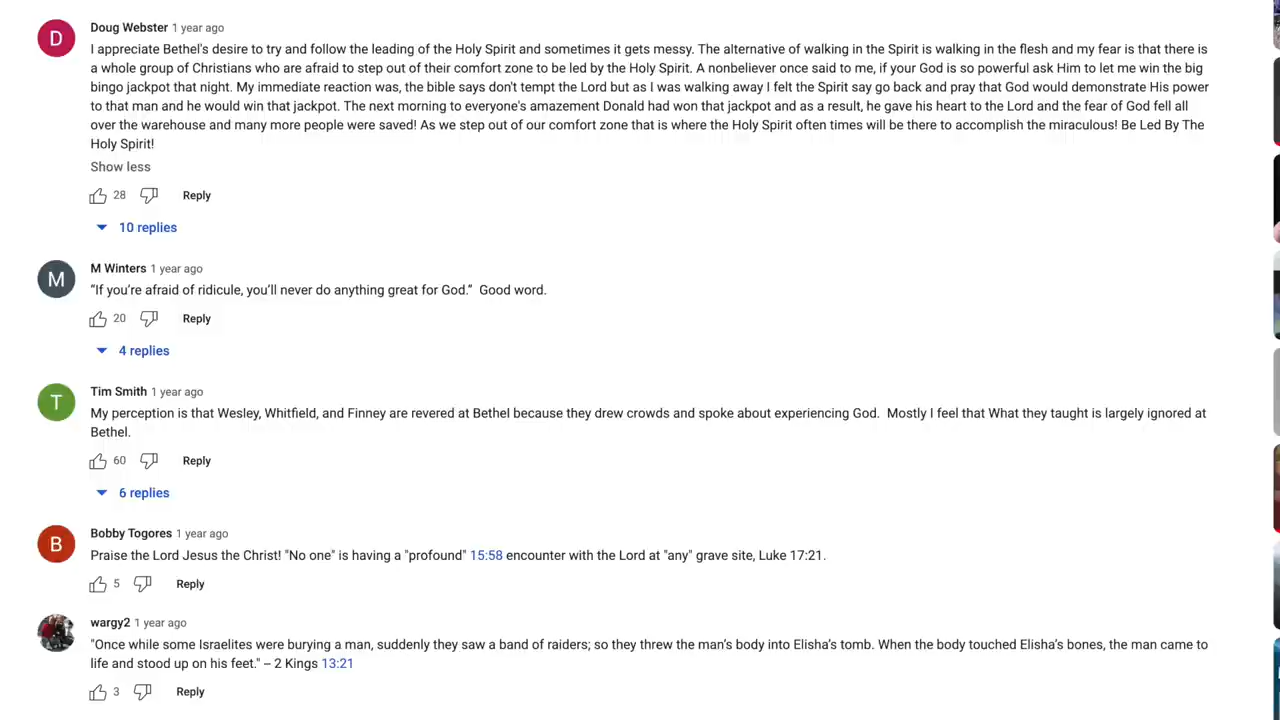 D
Doug Webster 1 year ago
I appreciate Bethel's desire to try and follow the leading of the Holy Spirit and sometimes it gets messy. The alternative of walking in the Spirit is walking in the flesh and my fear is that there is
a whole group of Christians who are afraid to step out of their comfort zone to be led by the Holy Spirit. A nonbeliever once said to me, if your God is so powerful ask Him to let me win the big
bingo jackpot that night. My immediate reaction was, the bible says don't tempt the Lord but as I was walking away I felt the Spirit say go back and pray that God would demonstrate His power
to that man and he would win that jackpot. The next morning to everyone's amazement Donald had won that jackpot and as a result, he gave his heart to the Lord and the fear of God fell all
over the warehouse and many more people were saved! As we step out of our comfort zone that is where the Holy Spirit often times will be there to accomplish the miraculous! Be Led By The
Holy Spirit!
Show less
28 Reply
10 replies
M
M Winters 1 year ago
“If you’re afraid of ridicule, you’ll never do anything great for God.”  Good word.
20 Reply
4 replies
T
Tim Smith 1 year ago
My perception is that Wesley, Whitfield, and Finney are revered at Bethel because they drew crowds and spoke about experiencing God.  Mostly I feel that What they taught is largely ignored at
Bethel.
60 Reply
6 replies
B
Bobby Togores 1 year ago
Praise the Lord Jesus the Christ! "No one" is having a "profound" 15:58 encounter with the Lord at "any" grave site, Luke 17:21.
5 Reply
wargy2 1 year ago
"Once while some Israelites were burying a man, suddenly they saw a band of raiders; so they threw the man’s body into Elisha’s tomb. When the body touched Elisha’s bones, the man came to
life and stood up on his feet." – 2 Kings 13:21
3 Reply